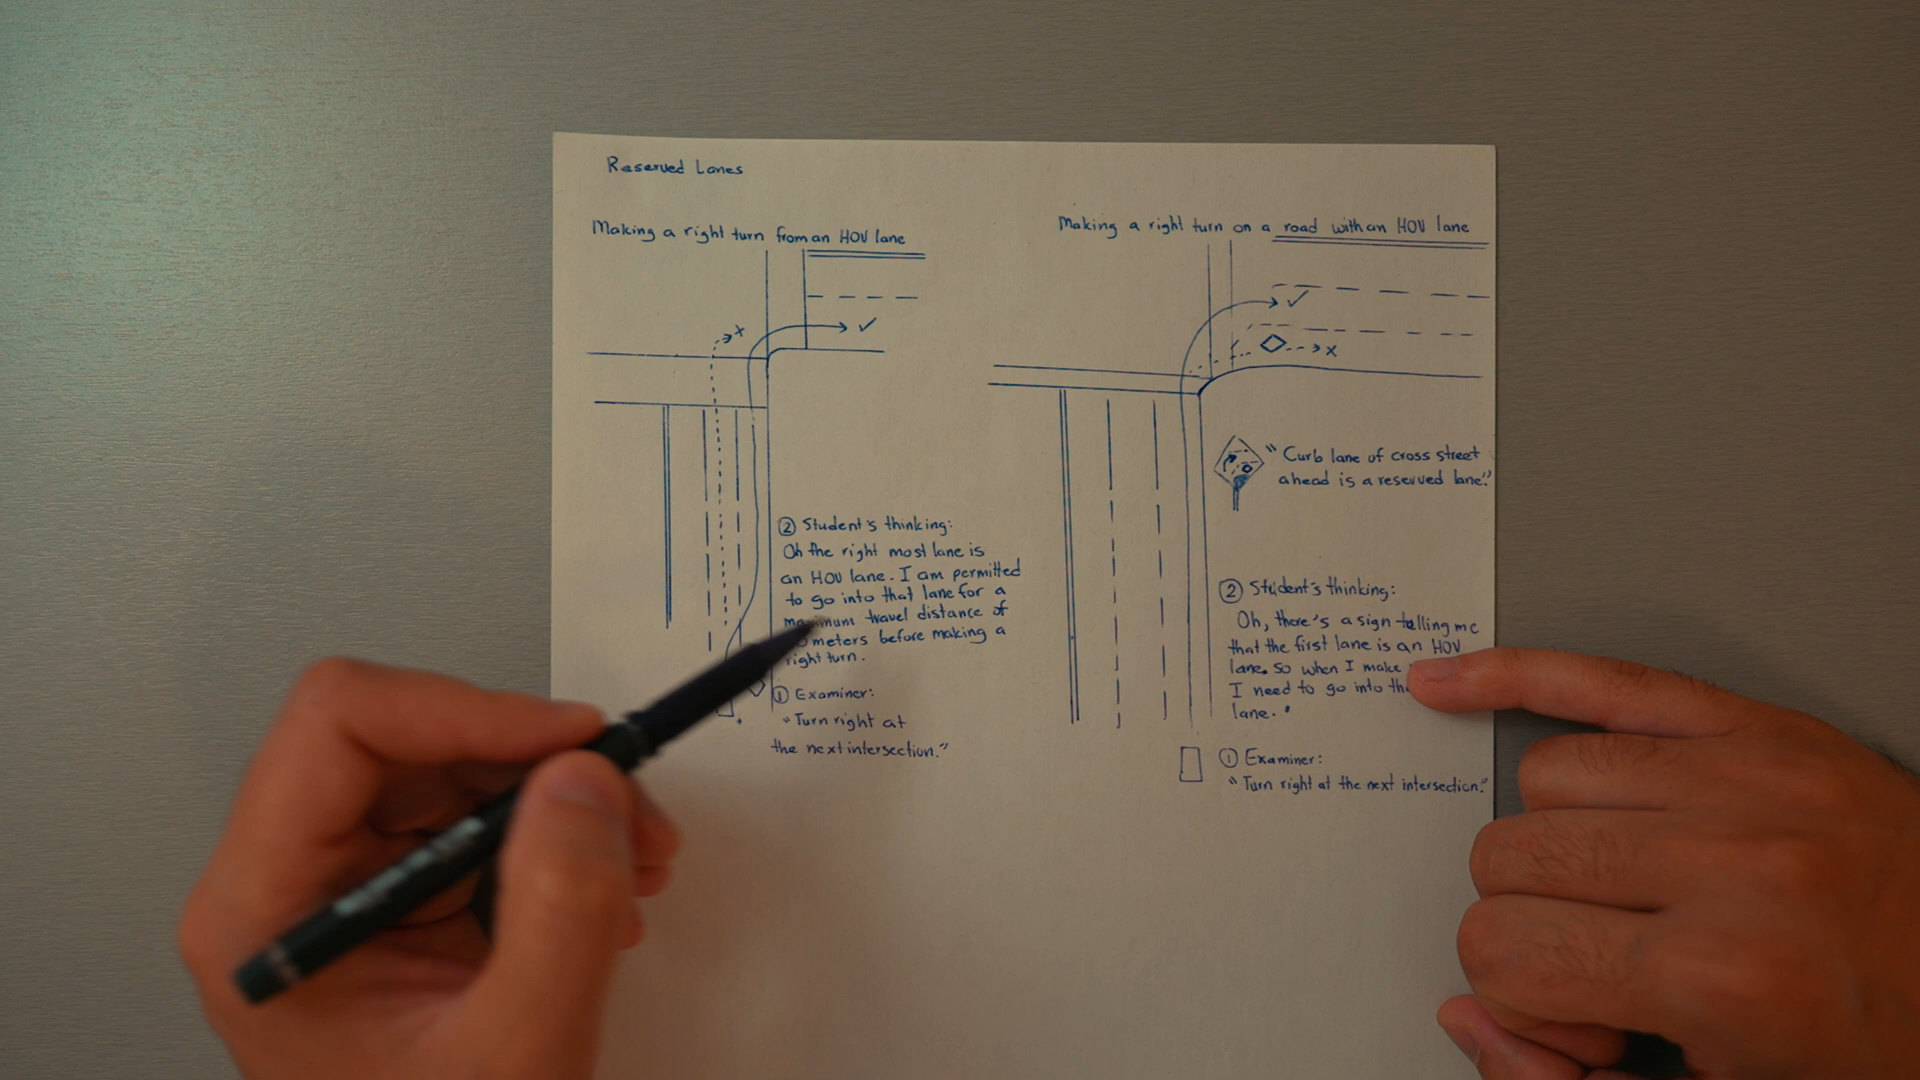 Reserved Lanes
Making a right turn from an HOV lane
② Student's thinking:
Oh the right most lane is
an HOV lane. I am permitted
to go into that lane for a
maximum travel distance of
meters before making a
right turn.
① Examiner:
"Turn right at
the next intersection."
Making a right turn on a road with an HOV lane
"Curb lane of cross street
ahead is a reserved lane."
② Student's thinking:
Oh, there's a sign telling me
that the first lane is an HOV
lane. So when I make
I need to go into the
lane.
① Examiner:
"Turn right at the next intersection."